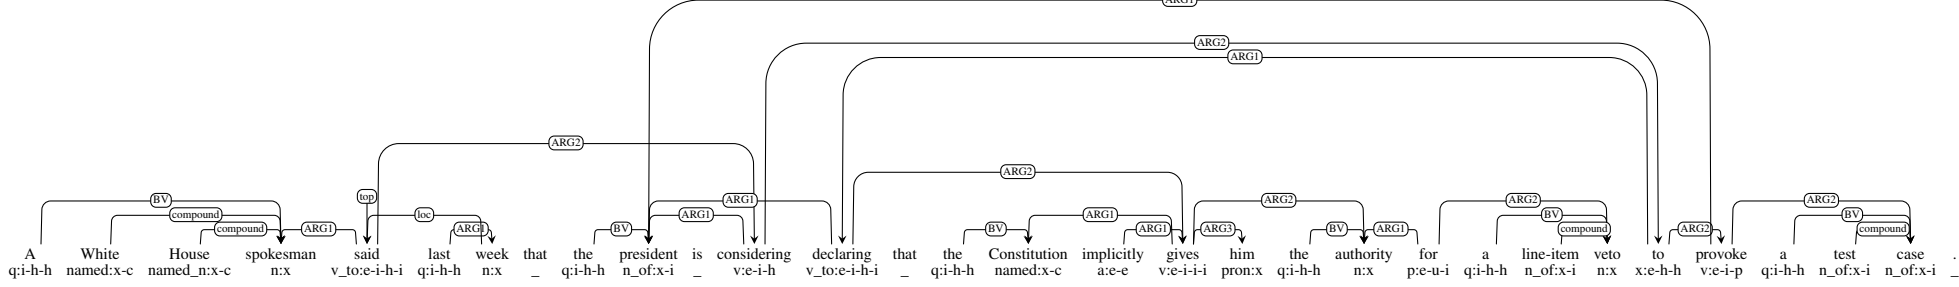 ARG1
ARG2
ARG1
ARG2
ARG2
BV top ARG1 ARG2 ARG2 ARG2
compound loc ARG1 ARG1 BV BV
compound ARG1 ARG1 BV BV ARG1 ARG3 BV ARG1 compound ARG2 compound
A White House spokesman said last week that the president is considering declaring that the Constitution implicitly gives him the authority for a line-item veto to provoke a test case .
q:i-h-h named:x-c named_n:x-c n:x v_to:e-i-h-i q:i-h-h n:x _ q:i-h-h n_of:x-i _ v:e-i-h v_to:e-i-h-i _ q:i-h-h named:x-c a:e-e v:e-i-i-i pron:x q:i-h-h n:x p:e-u-i q:i-h-h n_of:x-i n:x x:e-h-h v:e-i-p q:i-h-h n_of:x-i n_of:x-i _